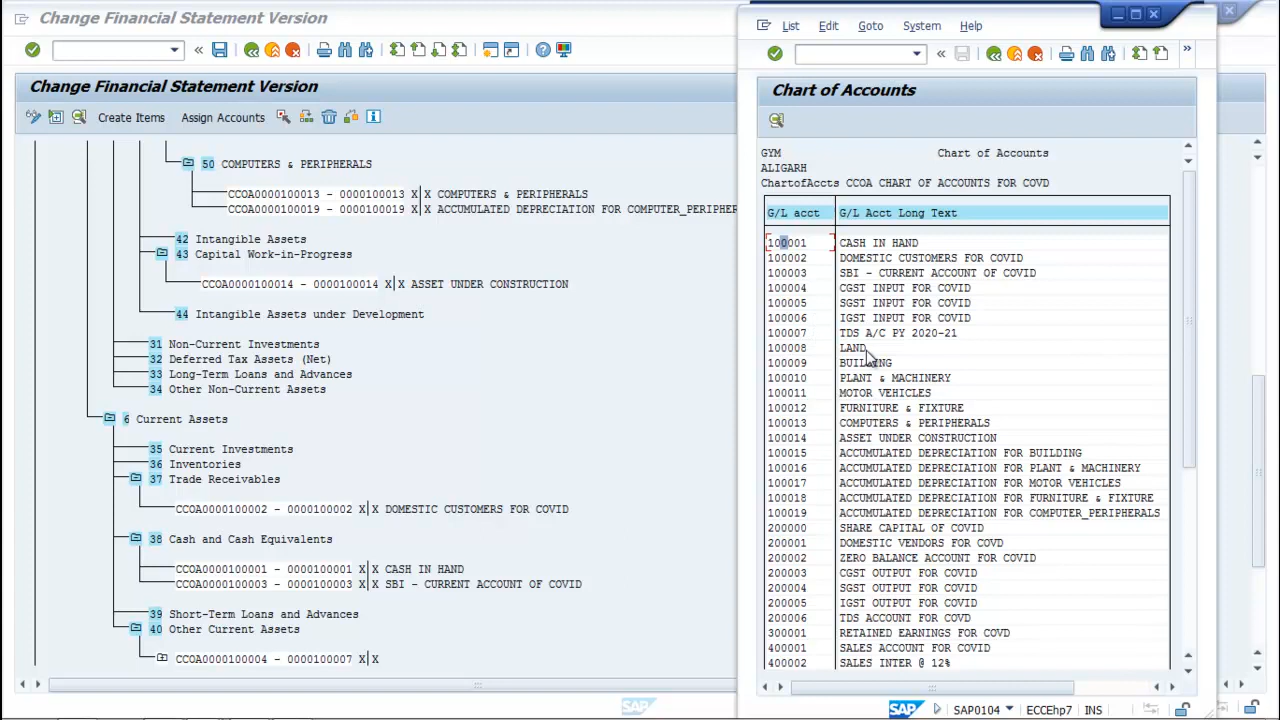 Change Financial Statement Version
Change Financial Statement Version
Create Items Assign Accounts
50 COMPUTERS & PERIPHERALS
CCOA0000100013 - 0000100013 X X COMPUTERS & PERIPHERALS
CCOA0000100019 - 0000100019 X X ACCUMULATED DEPRECIATION FOR COMPUTER_PERIPHER
42 Intangible Assets
43 Capital Work-in-Progress
CCOA0000100014 - 0000100014 X X ASSET UNDER CONSTRUCTION
44 Intangible Assets under Development
31 Non-Current Investments
32 Deferred Tax Assets (Net)
33 Long-Term Loans and Advances
34 Other Non-Current Assets
6 Current Assets
35 Current Investments
36 Inventories
37 Trade Receivables
CCOA0000100002 - 0000100002 X X DOMESTIC CUSTOMERS FOR COVID
38 Cash and Cash Equivalents
CCOA0000100001 - 0000100001 X X CASH IN HAND
CCOA0000100003 - 0000100003 X X SBI - CURRENT ACCOUNT OF COVID
39 Short-Term Loans and Advances
40 Other Current Assets
CCOA0000100004 - 0000100007 X X
SAP
List Edit Goto System Help
Chart of Accounts
GYM Chart of Accounts
ALIGARH
ChartofAccts CCOA CHART OF ACCOUNTS FOR COVD
G/L acct G/L Acct Long Text
100001 CASH IN HAND
100002 DOMESTIC CUSTOMERS FOR COVID
100003 SBI - CURRENT ACCOUNT OF COVID
100004 CGST INPUT FOR COVID
100005 SGST INPUT FOR COVID
100006 IGST INPUT FOR COVID
100007 TDS A/C PY 2020-21
100008 LAND
100009 BUILDING
100010 PLANT & MACHINERY
100011 MOTOR VEHICLES
100012 FURNITURE & FIXTURE
100013 COMPUTERS & PERIPHERALS
100014 ASSET UNDER CONSTRUCTION
100015 ACCUMULATED DEPRECIATION FOR BUILDING
100016 ACCUMULATED DEPRECIATION FOR PLANT & MACHINERY
100017 ACCUMULATED DEPRECIATION FOR MOTOR VEHICLES
100018 ACCUMULATED DEPRECIATION FOR FURNITURE & FIXTURE
100019 ACCUMULATED DEPRECIATION FOR COMPUTER_PERIPHERALS
200000 SHARE CAPITAL OF COVID
200001 DOMESTIC VENDORS FOR COVD
200002 ZERO BALANCE ACCOUNT FOR COVID
200003 CGST OUTPUT FOR COVID
200004 SGST OUTPUT FOR COVID
200005 IGST OUTPUT FOR COVID
200006 TDS ACCOUNT FOR COVID
300001 RETAINED EARNINGS FOR COVD
400001 SALES ACCOUNT FOR COVID
400002 SALES INTER @ 12%
SAP SAP0104 ECCEhp7 INS